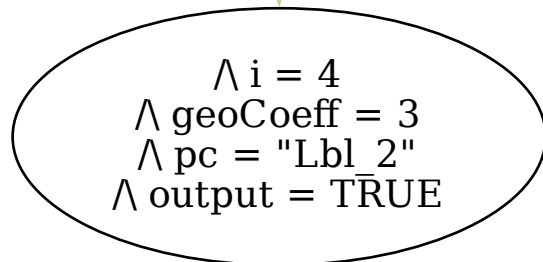 /\ i = 4
/\ geoCoeff = 3
/\ pc = "Lbl_2"
/\ output = TRUE